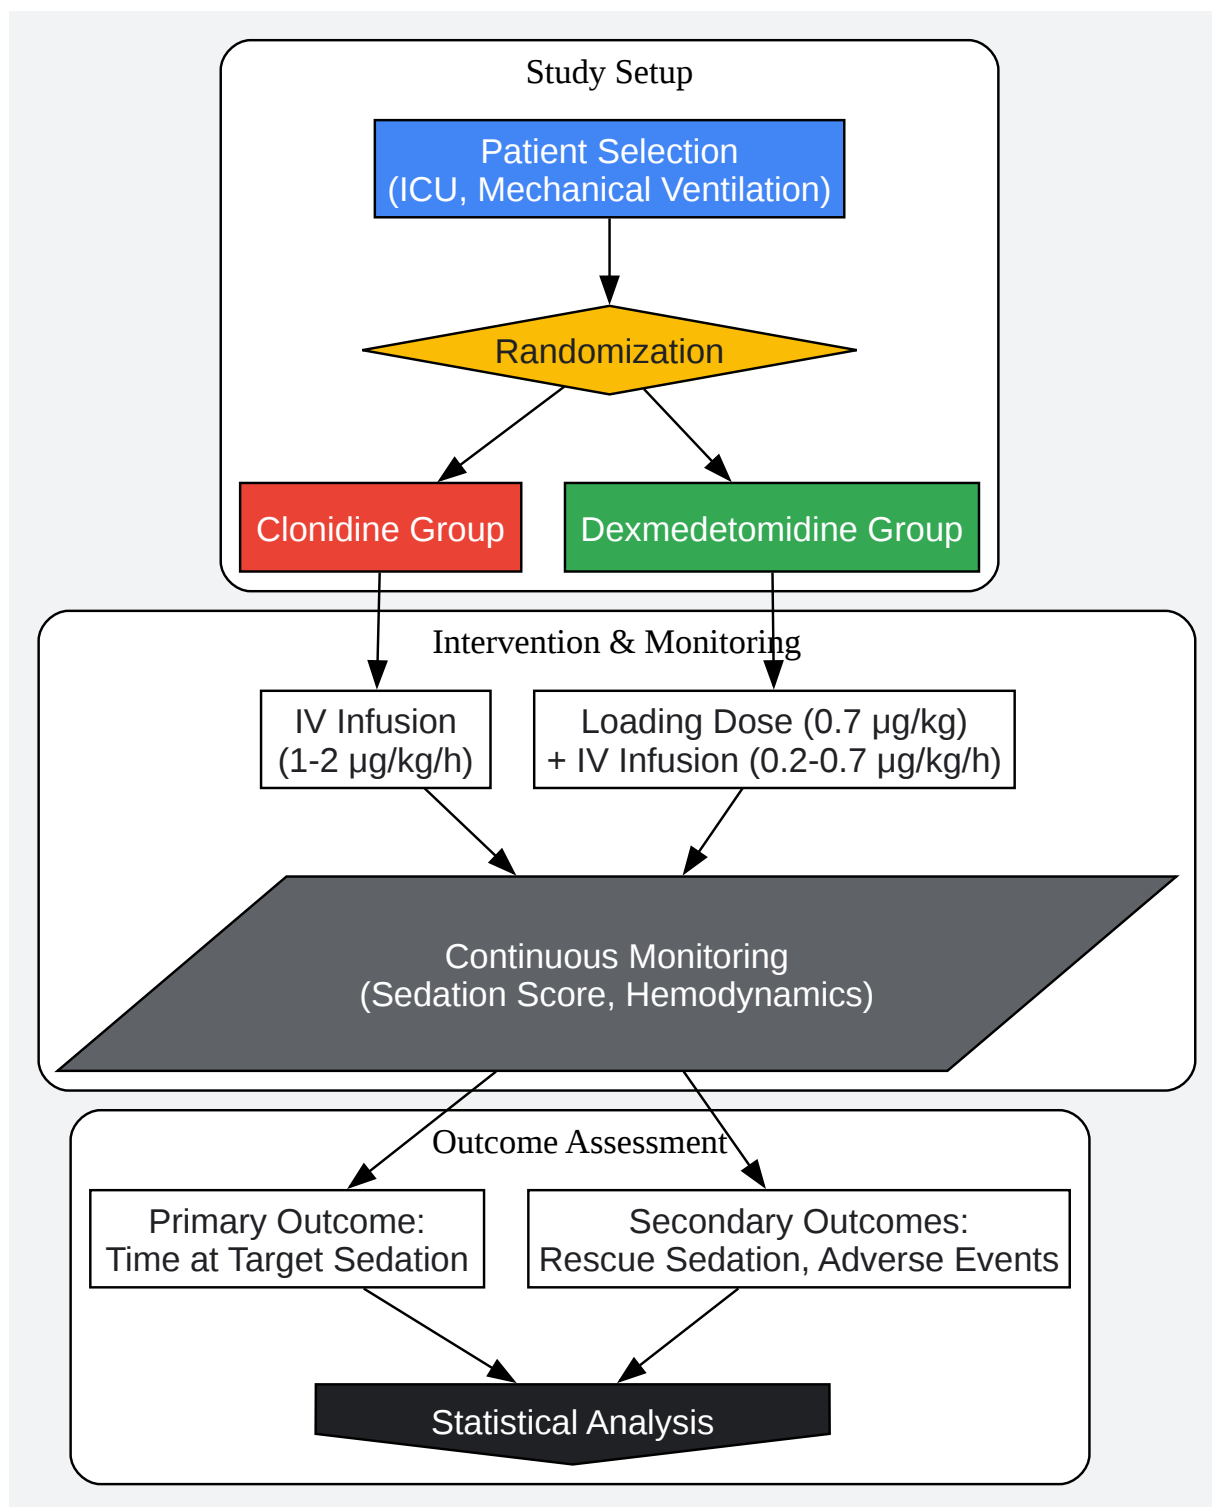 Study Setup
Patient Selection
(ICU, Mechanical Ventilation)
Randomization
Clonidine Group
Dexmedetomidine Group
Intervention & Monitoring
IV Infusion
(1-2 μg/kg/h)
Loading Dose (0.7 μg/kg)
+ IV Infusion (0.2-0.7 μg/kg/h)
Continuous Monitoring
(Sedation Score, Hemodynamics)
Outcome Assessment
Primary Outcome:
Time at Target Sedation
Secondary Outcomes:
Rescue Sedation, Adverse Events
Statistical Analysis